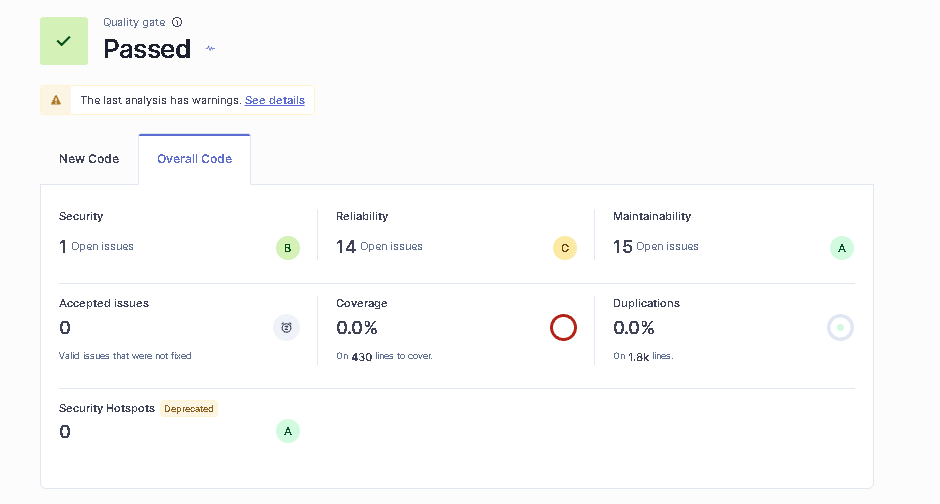 Quality gate
Passed
The last analysis has warnings. See details
New Code Overall Code
Security Reliability Maintainability
1 Open issues B 14 Open issues C 15 Open issues A
Accepted issues Coverage Duplications
0 0.0% 0.0%
Valid issues that were not fixed On 430 lines to cover. On 1.8k lines.
Security Hotspots Deprecated
0 A